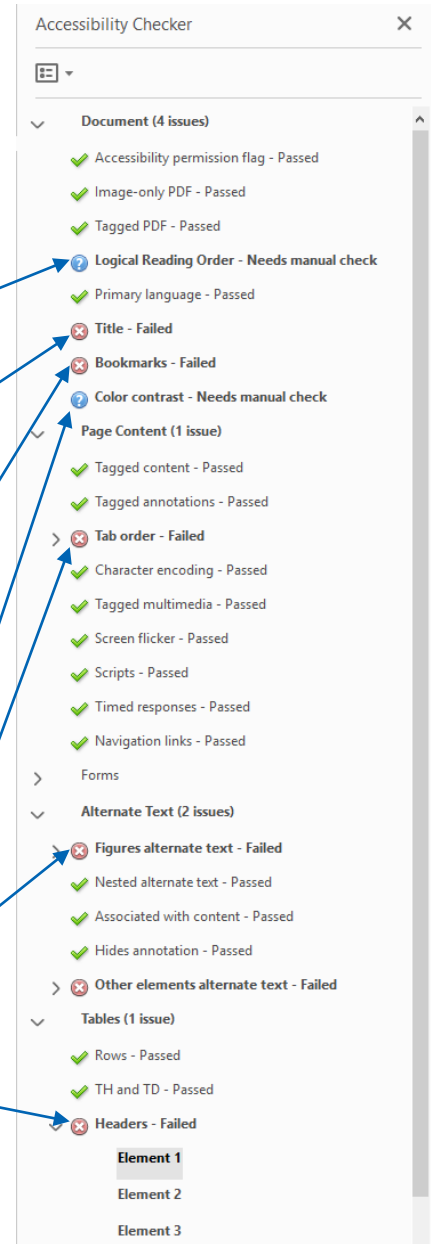 Accessibility Checker
Document (4 issues)
Accessibility permission flag - Passed
Image-only PDF - Passed
Tagged PDF - Passed
Logical Reading Order - Needs manual check
Primary language - Passed
Title - Failed
Bookmarks - Failed
Color contrast - Needs manual check
Page Content (1 issue)
Tagged content - Passed
Tagged annotations - Passed
Tab order - Failed
Character encoding - Passed
Tagged multimedia - Passed
Screen flicker - Passed
Scripts - Passed
Timed responses - Passed
Navigation links - Passed
Forms
Alternate Text (2 issues)
Figures alternate text - Failed
Nested alternate text - Passed
Associated with content - Passed
Hides annotation - Passed
Other elements alternate text - Failed
Tables (1 issue)
Rows - Passed
TH and TD - Passed
Headers - Failed
Element 1
Element 2
Element 3